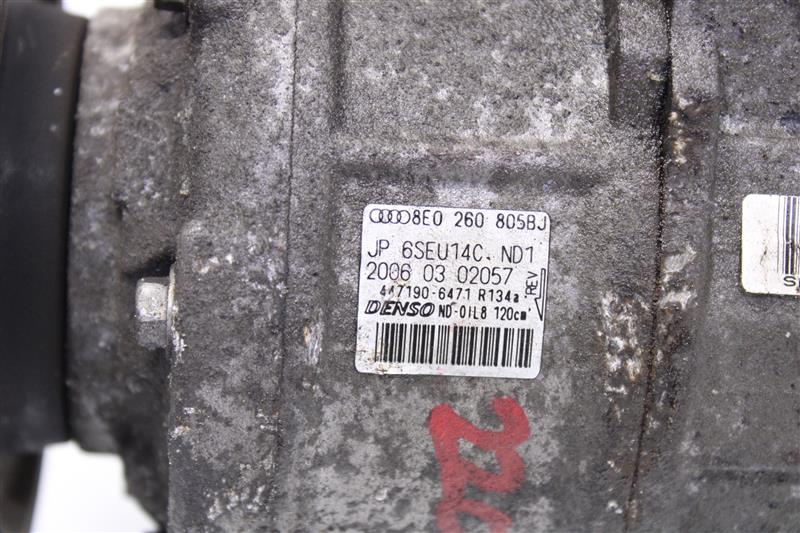 8E0 260 805BJ
JP 6SEU14C. ND1
2006 03 02057
REV
447190-6471 R134a
DENSO ND-OIL8 120cm³